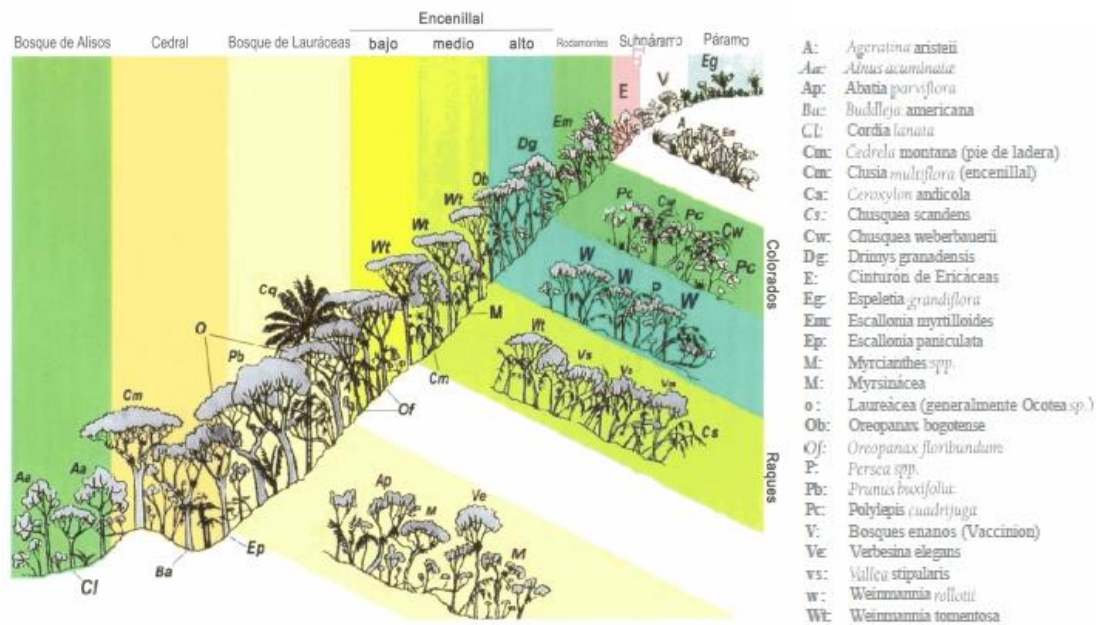 Encenillal
Bosque de Alisos Cedral Bosque de Lauráceas bajo medio alto Rodamontes Subpáramo Páramo
Eg
V
E
A Em
Em
Dg
Ob
Wt
Wt
Wt
Pc Cw Pc Cw Pc
Colorados
W W P W
Cq
M
O
Cm
Pb
Of
Wt Vs Vs Vm Cs
Raques
Cm
Aa Aa
Ap M Ve M
Ep
Ba
Cl
A: Ageratina aristeii
Aa: Alnus acuminata
Ap: Abatia parviflora
Ba: Buddleja americana
Cl: Cordia lanata
Cm: Cedrela montana (pie de ladera)
Cm: Clusia multiflora (encenillal)
Ca: Ceroxylon andicola
Cs: Chusquea scandens
Cw: Chusquea weberbauerii
Dg: Drimys granadensis
E: Cinturón de Ericáceas
Eg: Espeletia grandiflora
Em: Escallonia myrtilloides
Ep: Escallonia paniculata
M: Myrcianthes spp.
M: Myrsinácea
o: Laureácea (generalmente Ocotea sp.)
Ob: Oreopanax bogotense
Of: Oreopanax floribundum
P: Persea spp.
Pb: Prunus buxifolia
Pc: Polylepis cuadrijuga
V: Bosques enanos (Vaccinion)
Ve: Verbesina elegans
vs: Vallea stipularis
w: Weinmannia rollotii
Wt: Weinmannia tomentosa